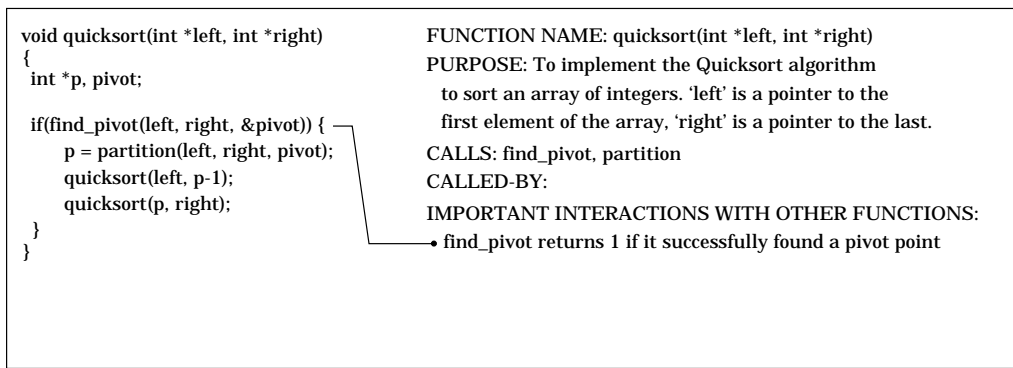 void quicksort(int *left, int *right)
{
int *p, pivot;
if(find_pivot(left, right, &pivot)) {
p = partition(left, right, pivot);
quicksort(left, p-1);
quicksort(p, right);
}
}
FUNCTION NAME: quicksort(int *left, int *right)
PURPOSE: To implement the Quicksort algorithm
to sort an array of integers. ‘left’ is a pointer to the
first element of the array, ‘right’ is a pointer to the last.
CALLS: find_pivot, partition
CALLED-BY:
IMPORTANT INTERACTIONS WITH OTHER FUNCTIONS:
• find_pivot returns 1 if it successfully found a pivot point